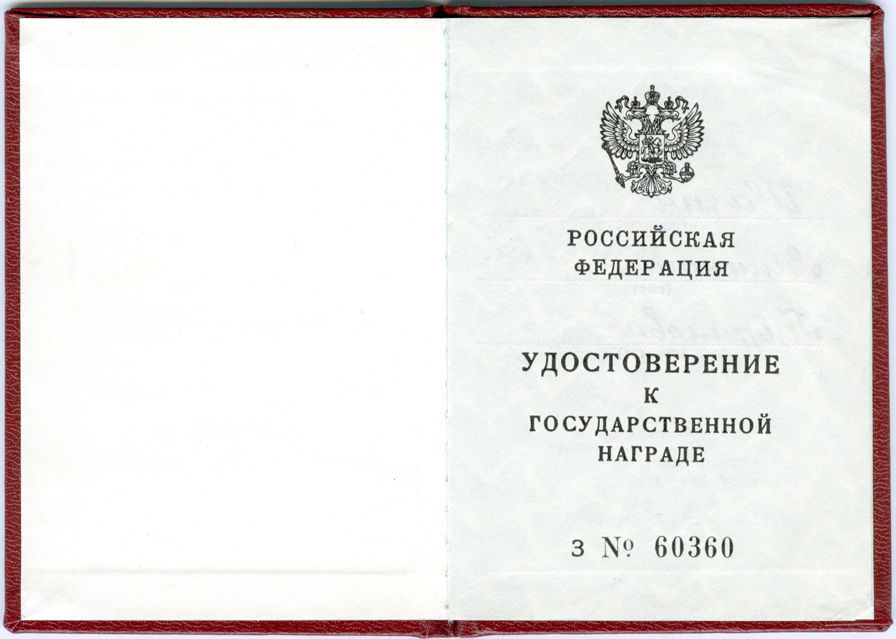 РОССИЙСКАЯ
ФЕДЕРАЦИЯ
УДОСТОВЕРЕНИЕ
К
ГОСУДАРСТВЕННОЙ
НАГРАДЕ
З № 60360